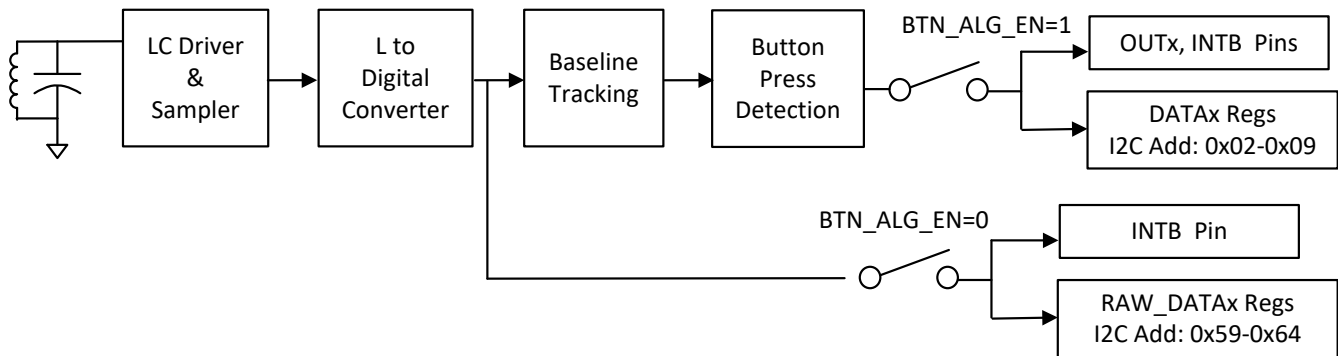 LC Driver
&
Sampler
L to
Digital
Converter
Baseline
Tracking
Button
Press
Detection
BTN_ALG_EN=1
OUTx, INTB Pins
DATAx Regs
I2C Add: 0x02-0x09
BTN_ALG_EN=0
INTB Pin
RAW_DATAx Regs
I2C Add: 0x59-0x64